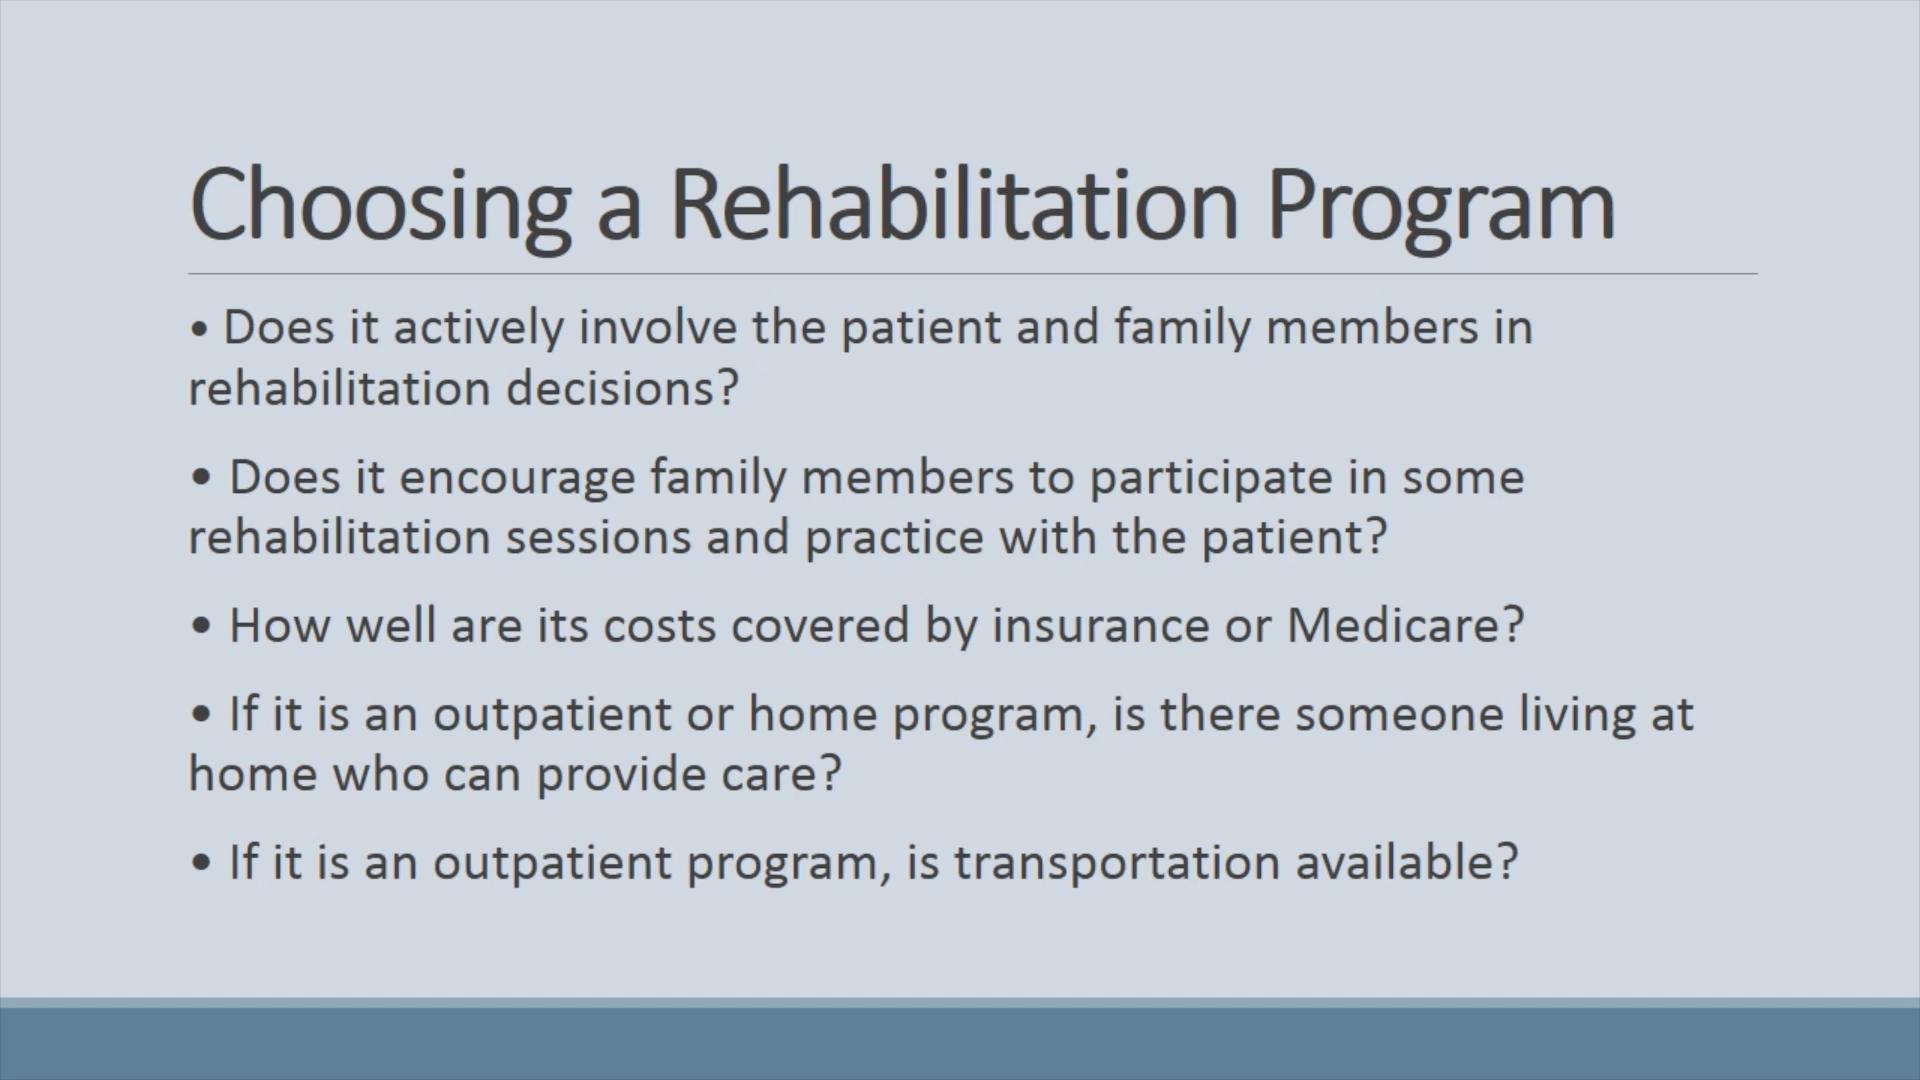 Choosing a Rehabilitation Program
• Does it actively involve the patient and family members in
rehabilitation decisions?
• Does it encourage family members to participate in some
rehabilitation sessions and practice with the patient?
• How well are its costs covered by insurance or Medicare?
• If it is an outpatient or home program, is there someone living at
home who can provide care?
• If it is an outpatient program, is transportation available?